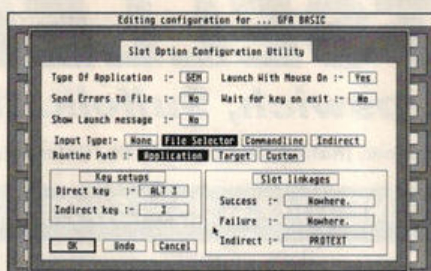 Editing configuration for ... GFA BASIC
Slot Option Configuration Utility
Type Of Application :- GEM Launch With Mouse On :- Yes
Send Errors to File :- No Wait for key on exit :- No
Show Launch message :- No
Input Type:- None File Selector Commandline Indirect
Runtime Path :- Application Target Custom
Key setups
Direct key :- ALT 3
Indirect key :- 3
Slot linkages
Success :- Nowhere.
Failure :- Nowhere.
Indirect :- PROTEXT
OK Undo Cancel